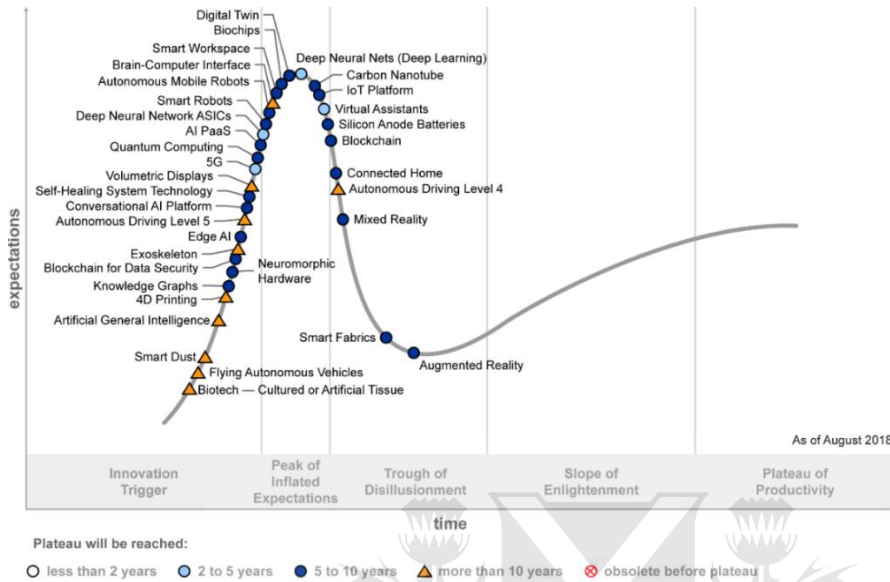 Digital Twin
Biochips
Smart Workspace
Brain-Computer Interface
Autonomous Mobile Robots
Smart Robots
Deep Neural Network ASICs
AI PaaS
Quantum Computing
5G
Volumetric Displays
Self-Healing System Technology
Conversational AI Platform
Autonomous Driving Level 5
Edge AI
Exoskeleton
Blockchain for Data Security
Neuromorphic
Hardware
Knowledge Graphs
4D Printing
Artificial General Intelligence
Smart Dust
Flying Autonomous Vehicles
Biotech — Cultured or Artificial Tissue
Deep Neural Nets (Deep Learning)
Carbon Nanotube
IoT Platform
Virtual Assistants
Silicon Anode Batteries
Blockchain
Connected Home
Autonomous Driving Level 4
Mixed Reality
Smart Fabrics
Augmented Reality
expectations
As of August 2018
Innovation
Trigger
Peak of
Inflated
Expectations
Trough of
Disillusionment
Slope of
Enlightenment
Plateau of
Productivity
time
Plateau will be reached:
less than 2 years
2 to 5 years
5 to 10 years
more than 10 years
obsolete before plateau